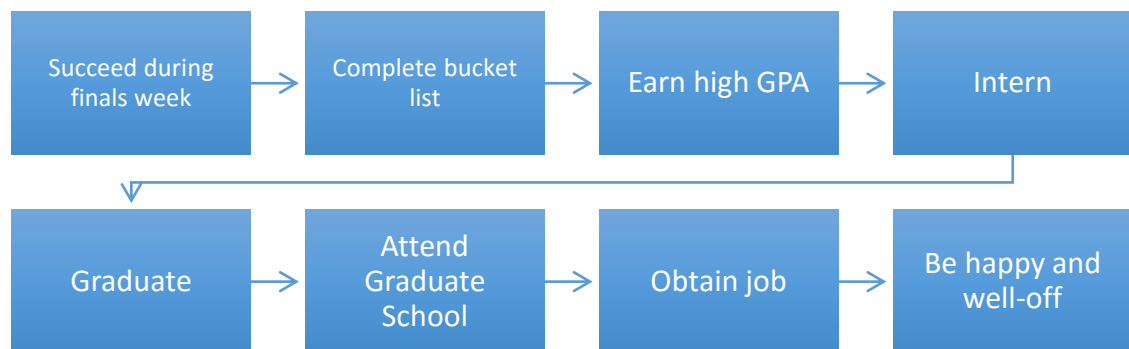 Succeed during
finals week
Complete bucket
list
Earn high GPA
Intern
Graduate
Attend
Graduate
School
Obtain job
Be happy and
well-off